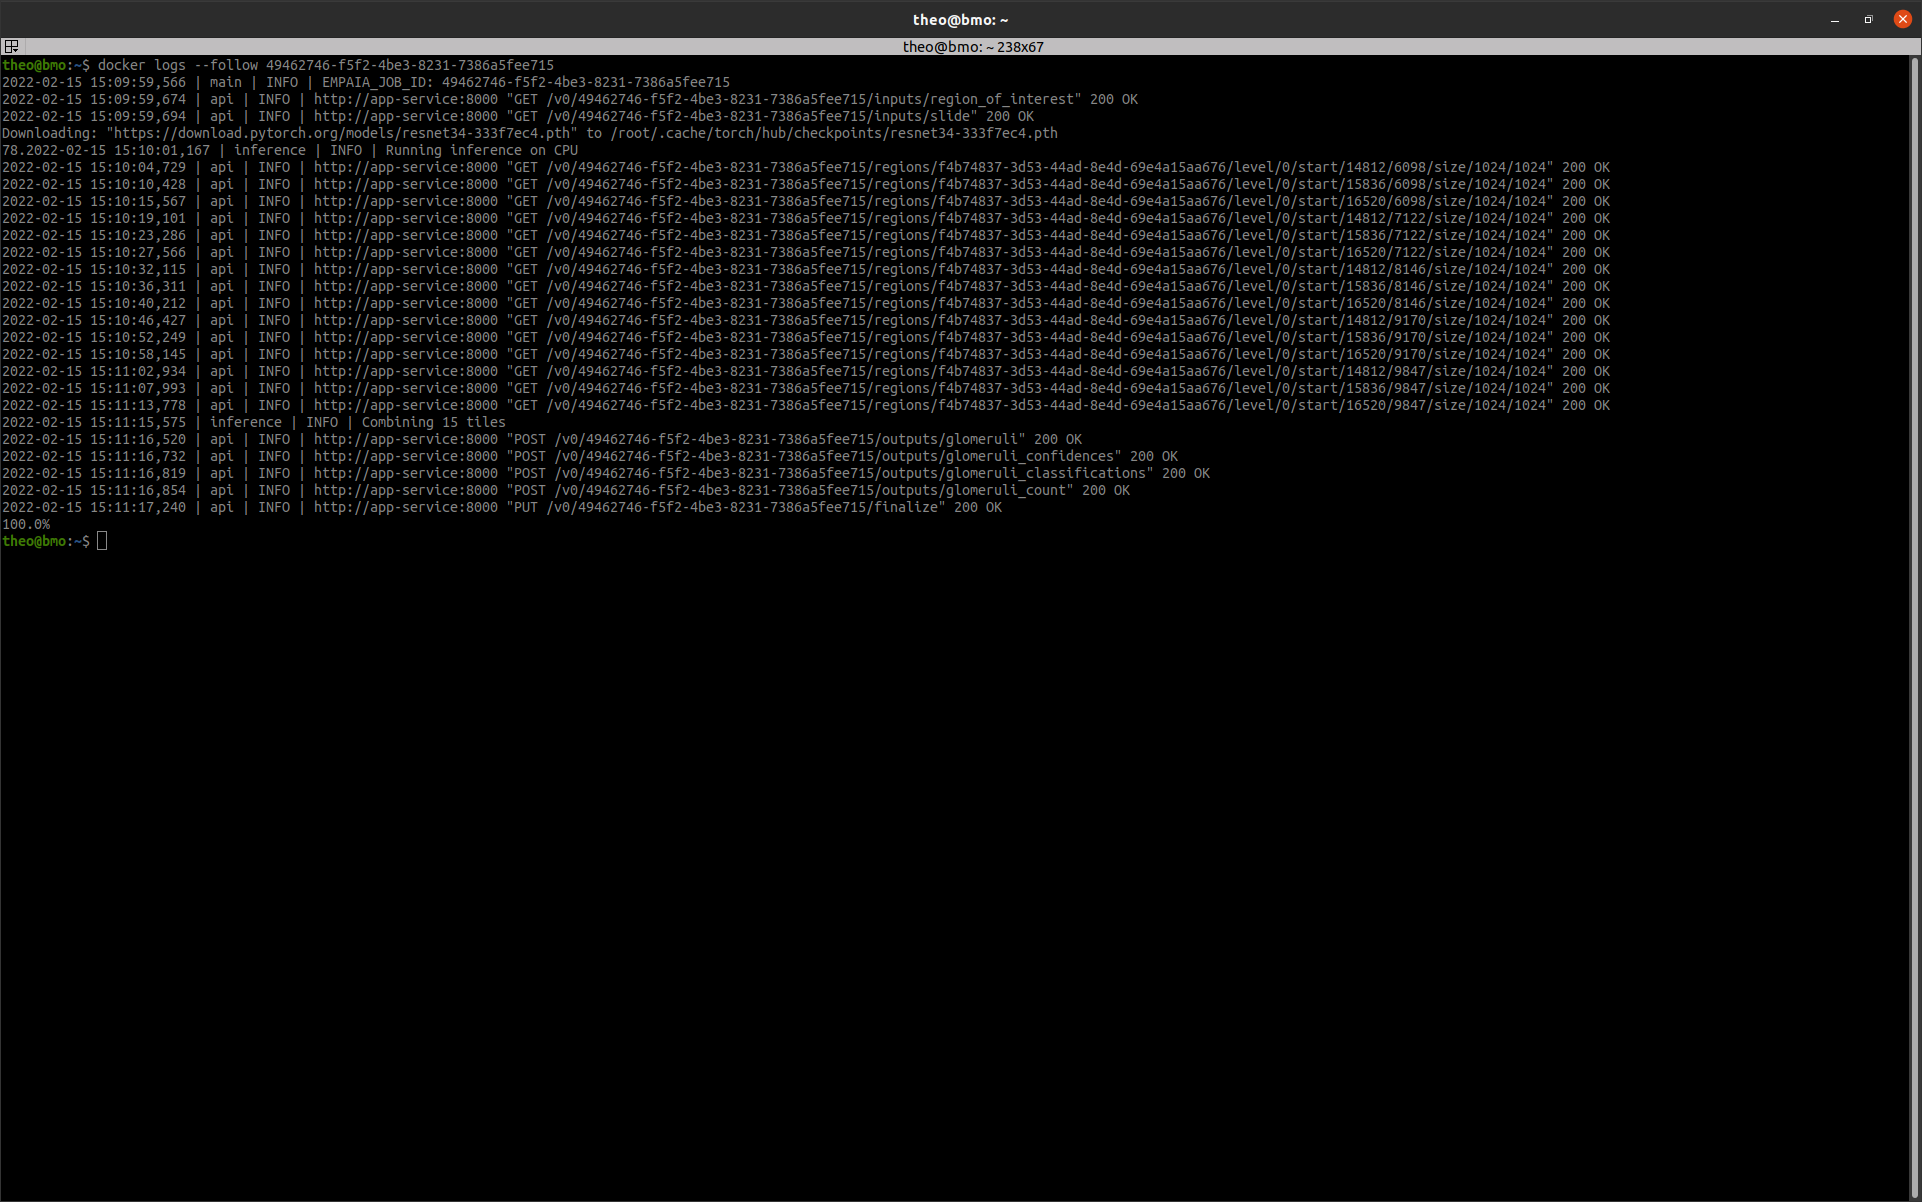 theo@bmo: ~
theo@bmo: ~ 238x67
theo@bmo:~$ docker logs --follow 49462746-f5f2-4be3-8231-7386a5fee715
2022-02-15 15:09:59,566 | main | INFO | EMPAIA_JOB_ID: 49462746-f5f2-4be3-8231-7386a5fee715
2022-02-15 15:09:59,674 | api | INFO | http://app-service:8000 "GET /v0/49462746-f5f2-4be3-8231-7386a5fee715/inputs/region_of_interest" 200 OK
2022-02-15 15:09:59,694 | api | INFO | http://app-service:8000 "GET /v0/49462746-f5f2-4be3-8231-7386a5fee715/inputs/slide" 200 OK
Downloading: "https://download.pytorch.org/models/resnet34-333f7ec4.pth" to /root/.cache/torch/hub/checkpoints/resnet34-333f7ec4.pth
78.2022-02-15 15:10:01,167 | inference | INFO | Running inference on CPU
2022-02-15 15:10:04,729 | api | INFO | http://app-service:8000 "GET /v0/49462746-f5f2-4be3-8231-7386a5fee715/regions/f4b74837-3d53-44ad-8e4d-69e4a15aa676/level/0/start/14812/6098/size/1024/1024" 200 OK
2022-02-15 15:10:10,428 | api | INFO | http://app-service:8000 "GET /v0/49462746-f5f2-4be3-8231-7386a5fee715/regions/f4b74837-3d53-44ad-8e4d-69e4a15aa676/level/0/start/15836/6098/size/1024/1024" 200 OK
2022-02-15 15:10:15,567 | api | INFO | http://app-service:8000 "GET /v0/49462746-f5f2-4be3-8231-7386a5fee715/regions/f4b74837-3d53-44ad-8e4d-69e4a15aa676/level/0/start/16520/6098/size/1024/1024" 200 OK
2022-02-15 15:10:19,101 | api | INFO | http://app-service:8000 "GET /v0/49462746-f5f2-4be3-8231-7386a5fee715/regions/f4b74837-3d53-44ad-8e4d-69e4a15aa676/level/0/start/14812/7122/size/1024/1024" 200 OK
2022-02-15 15:10:23,286 | api | INFO | http://app-service:8000 "GET /v0/49462746-f5f2-4be3-8231-7386a5fee715/regions/f4b74837-3d53-44ad-8e4d-69e4a15aa676/level/0/start/15836/7122/size/1024/1024" 200 OK
2022-02-15 15:10:27,566 | api | INFO | http://app-service:8000 "GET /v0/49462746-f5f2-4be3-8231-7386a5fee715/regions/f4b74837-3d53-44ad-8e4d-69e4a15aa676/level/0/start/16520/7122/size/1024/1024" 200 OK
2022-02-15 15:10:32,115 | api | INFO | http://app-service:8000 "GET /v0/49462746-f5f2-4be3-8231-7386a5fee715/regions/f4b74837-3d53-44ad-8e4d-69e4a15aa676/level/0/start/14812/8146/size/1024/1024" 200 OK
2022-02-15 15:10:36,311 | api | INFO | http://app-service:8000 "GET /v0/49462746-f5f2-4be3-8231-7386a5fee715/regions/f4b74837-3d53-44ad-8e4d-69e4a15aa676/level/0/start/15836/8146/size/1024/1024" 200 OK
2022-02-15 15:10:40,212 | api | INFO | http://app-service:8000 "GET /v0/49462746-f5f2-4be3-8231-7386a5fee715/regions/f4b74837-3d53-44ad-8e4d-69e4a15aa676/level/0/start/16520/8146/size/1024/1024" 200 OK
2022-02-15 15:10:46,427 | api | INFO | http://app-service:8000 "GET /v0/49462746-f5f2-4be3-8231-7386a5fee715/regions/f4b74837-3d53-44ad-8e4d-69e4a15aa676/level/0/start/14812/9170/size/1024/1024" 200 OK
2022-02-15 15:10:52,249 | api | INFO | http://app-service:8000 "GET /v0/49462746-f5f2-4be3-8231-7386a5fee715/regions/f4b74837-3d53-44ad-8e4d-69e4a15aa676/level/0/start/15836/9170/size/1024/1024" 200 OK
2022-02-15 15:10:58,145 | api | INFO | http://app-service:8000 "GET /v0/49462746-f5f2-4be3-8231-7386a5fee715/regions/f4b74837-3d53-44ad-8e4d-69e4a15aa676/level/0/start/16520/9170/size/1024/1024" 200 OK
2022-02-15 15:11:02,934 | api | INFO | http://app-service:8000 "GET /v0/49462746-f5f2-4be3-8231-7386a5fee715/regions/f4b74837-3d53-44ad-8e4d-69e4a15aa676/level/0/start/14812/9847/size/1024/1024" 200 OK
2022-02-15 15:11:07,993 | api | INFO | http://app-service:8000 "GET /v0/49462746-f5f2-4be3-8231-7386a5fee715/regions/f4b74837-3d53-44ad-8e4d-69e4a15aa676/level/0/start/15836/9847/size/1024/1024" 200 OK
2022-02-15 15:11:13,778 | api | INFO | http://app-service:8000 "GET /v0/49462746-f5f2-4be3-8231-7386a5fee715/regions/f4b74837-3d53-44ad-8e4d-69e4a15aa676/level/0/start/16520/9847/size/1024/1024" 200 OK
2022-02-15 15:11:15,575 | inference | INFO | Combining 15 tiles
2022-02-15 15:11:16,520 | api | INFO | http://app-service:8000 "POST /v0/49462746-f5f2-4be3-8231-7386a5fee715/outputs/glomeruli" 200 OK
2022-02-15 15:11:16,732 | api | INFO | http://app-service:8000 "POST /v0/49462746-f5f2-4be3-8231-7386a5fee715/outputs/glomeruli_confidences" 200 OK
2022-02-15 15:11:16,819 | api | INFO | http://app-service:8000 "POST /v0/49462746-f5f2-4be3-8231-7386a5fee715/outputs/glomeruli_classifications" 200 OK
2022-02-15 15:11:16,854 | api | INFO | http://app-service:8000 "POST /v0/49462746-f5f2-4be3-8231-7386a5fee715/outputs/glomeruli_count" 200 OK
2022-02-15 15:11:17,240 | api | INFO | http://app-service:8000 "PUT /v0/49462746-f5f2-4be3-8231-7386a5fee715/finalize" 200 OK
100.0%
theo@bmo:~$